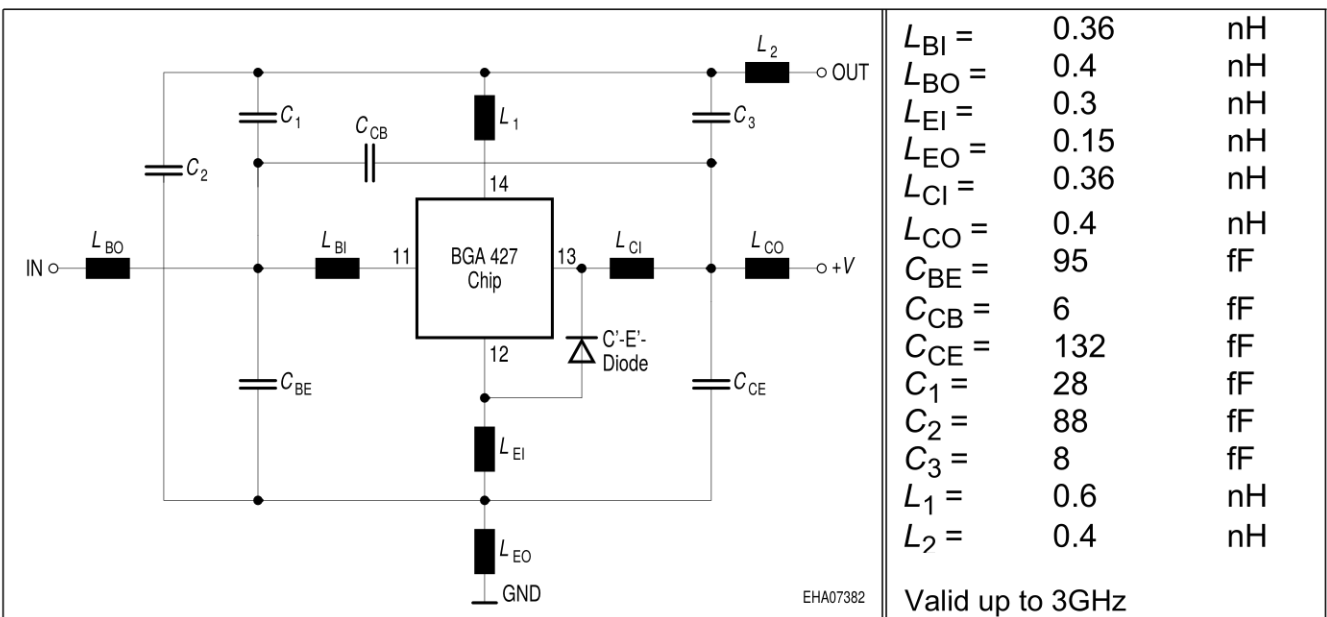 L2
OUT
C1
L1
C3
CCB
C2
14
LBO
LBI
11
BGA 427
Chip
13
LCI
LCO
IN
+V
12
C'-E'-
Diode
CBE
CCE
LEI
LEO
GND
EHA07382
LBI = 0.36 nH
LBO = 0.4 nH
LEI = 0.3 nH
LEO = 0.15 nH
LCI = 0.36 nH
LCO = 0.4 nH
CBE = 95 fF
CCB = 6 fF
CCE = 132 fF
C1 = 28 fF
C2 = 88 fF
C3 = 8 fF
L1 = 0.6 nH
L2 = 0.4 nH
Valid up to 3GHz